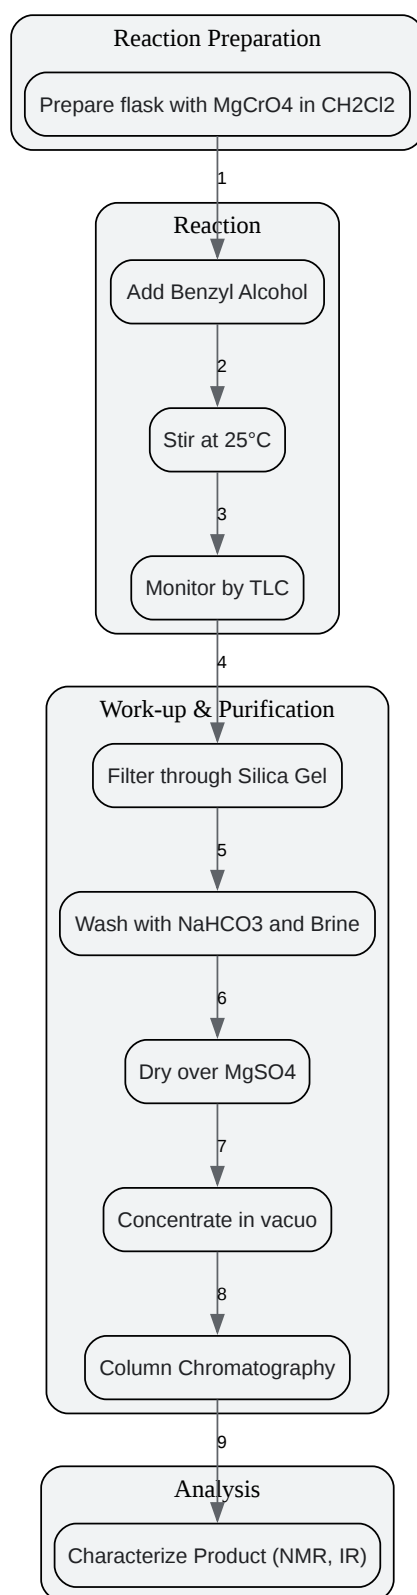 Reaction Preparation
Prepare flask with MgCrO4 in CH2Cl2
1
Reaction
Add Benzyl Alcohol
2
Stir at 25°C
3
Monitor by TLC
4
Work-up & Purification
Filter through Silica Gel
5
Wash with NaHCO3 and Brine
6
Dry over MgSO4
7
Concentrate in vacuo
8
Column Chromatography
9
Analysis
Characterize Product (NMR, IR)